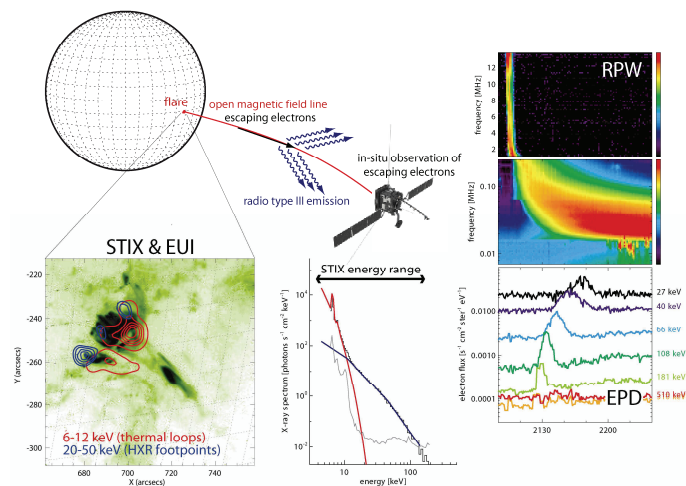 flare
open magnetic field line
escaping electrons
in-situ observation of
escaping electrons
radio type III emission
STIX & EUI
-220
-240
-260
-280
-300
Y (arcsecs)
6-12 keV (thermal loops)
20-50 keV (HXR footpoints)
660
680
700
720
740
X (arcsecs)
STIX energy range
X-ray spectrum [photons s⁻¹ cm⁻² keV⁻¹]
10⁴
10²
10⁰
10⁻²
10
100
energy [keV]
RPW
frequency [MHz]
12
10
8
6
4
2
frequency [MHz]
0.10
0.01
electron flux [s⁻¹ cm⁻² ster⁻¹ eV⁻¹]
0.0100
0.0010
0.0001
27 keV
40 keV
66 keV
108 keV
181 keV
510 keV
keV
EPD
2130
2200